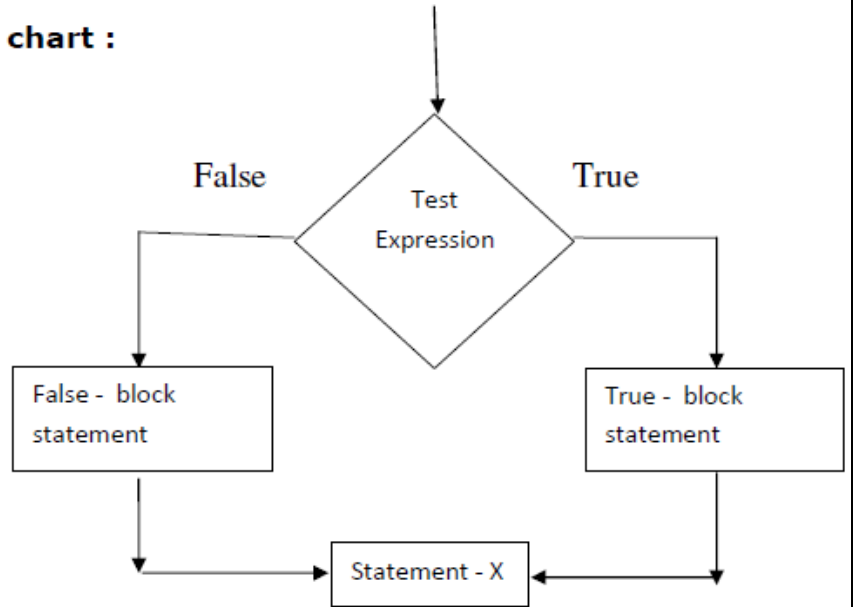 chart :
False
True
Test
Expression
False - block
statement
True - block
statement
Statement - X